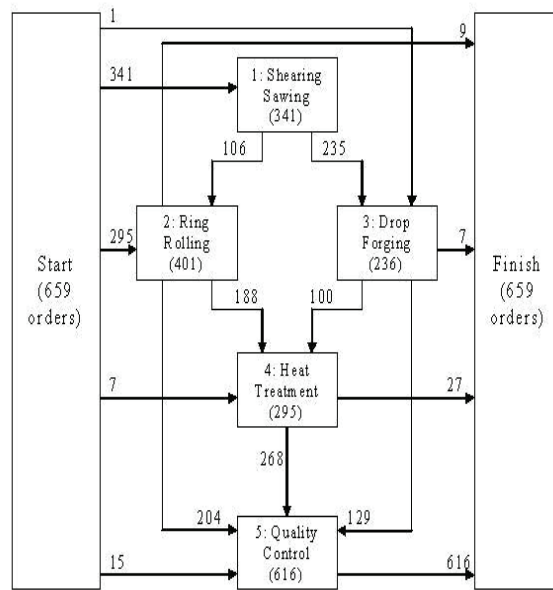 1
9
341
1: Shearing
Sawing
(341)
106
235
295
2: Ring
Rolling
(401)
3: Drop
Forging
(236)
7
Start
(659
orders)
Finish
(659
orders)
188
100
7
4: Heat
Treatment
(295)
27
268
204
129
15
5: Quality
Control
(616)
616